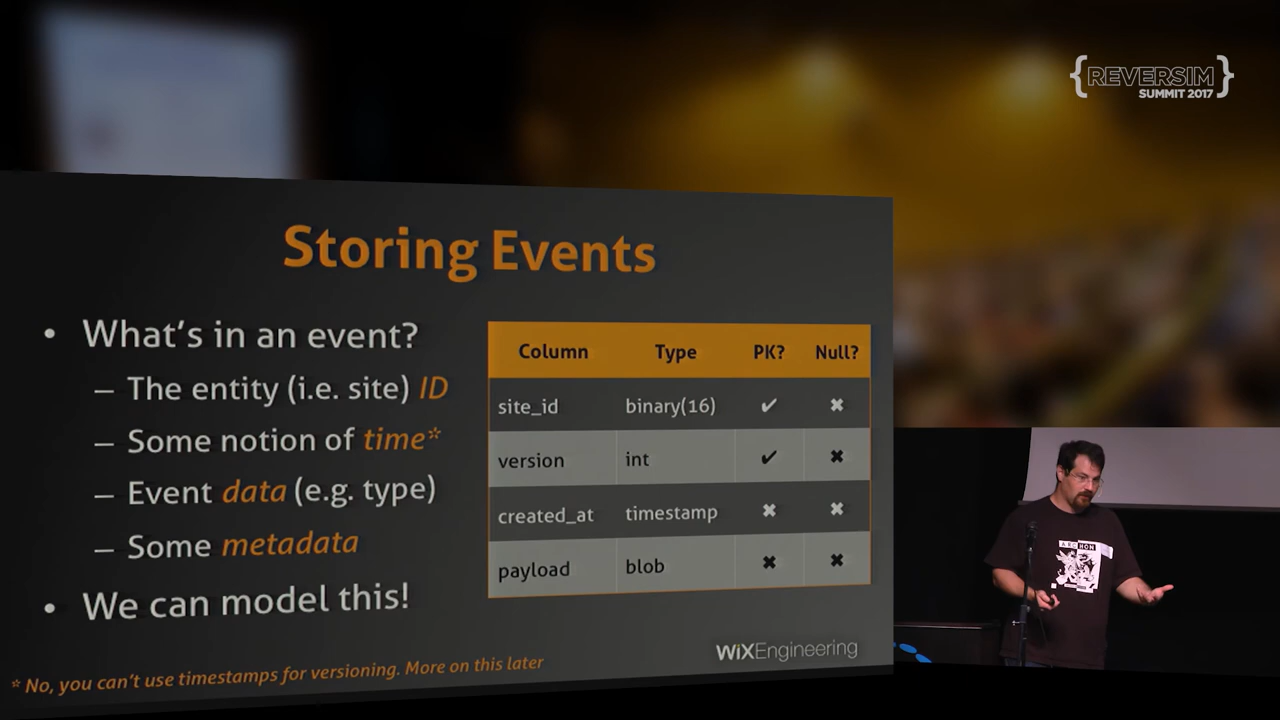 {REVERSIM}
SUMMIT 2017
Storing Events
• What's in an event?
– The entity (i.e. site) ID
– Some notion of time*
– Event data (e.g. type)
– Some metadata
• We can model this!
Column Type PK? Null?
site_id binary(16) ✔ ✖
version int ✔ ✖
created_at timestamp ✖ ✖
payload blob ✖ ✖
* No, you can't use timestamps for versioning. More on this later
WiXEngineering